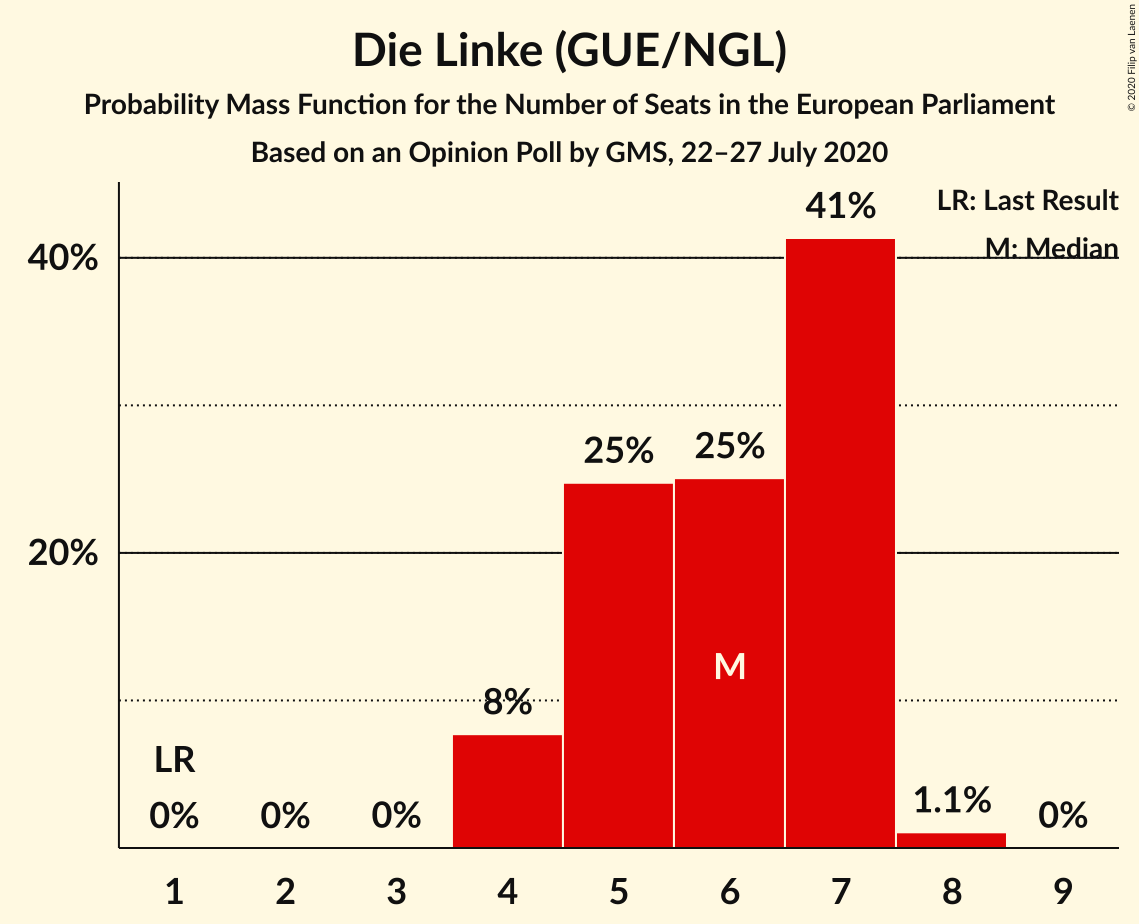 Die Linke (GUE/NGL)
Probability Mass Function for the Number of Seats in the European Parliament
Based on an Opinion Poll by GMS, 22–27 July 2020
© 2020 Filip van Laenen
LR: Last Result
M: Median
40%
20%
LR
0%
0%
0%
8%
25%
25%
M
41%
1.1%
0%
1 2 3 4 5 6 7 8 9